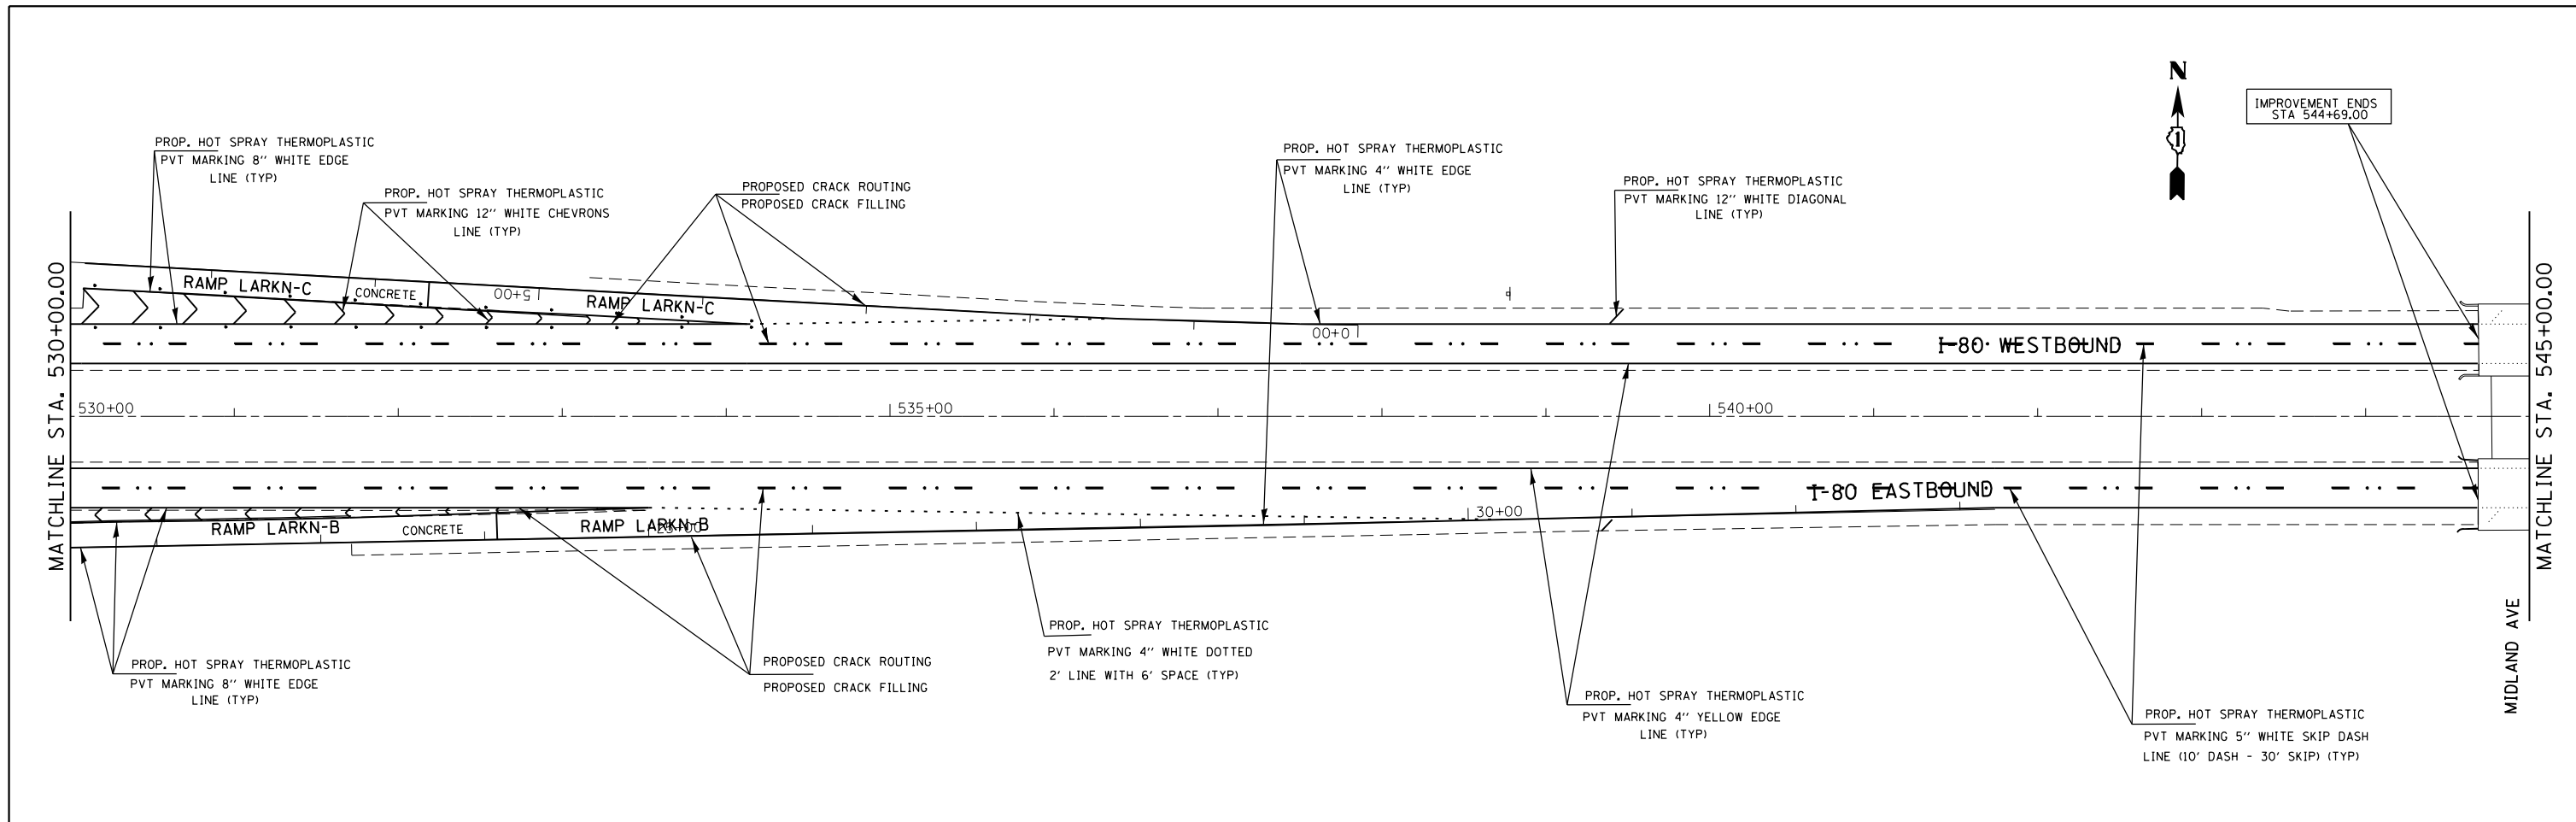 N
1
IMPROVEMENT ENDS
STA 544+69.00
PROP. HOT SPRAY THERMOPLASTIC
PVT MARKING 8'' WHITE EDGE
LINE (TYP)
PROP. HOT SPRAY THERMOPLASTIC
PVT MARKING 12'' WHITE CHEVRONS
LINE (TYP)
PROPOSED CRACK ROUTING
PROPOSED CRACK FILLING
PROP. HOT SPRAY THERMOPLASTIC
PVT MARKING 4'' WHITE EDGE
LINE (TYP)
PROP. HOT SPRAY THERMOPLASTIC
PVT MARKING 12'' WHITE DIAGONAL
LINE (TYP)
MATCHLINE STA. 530+00.00
RAMP LARKN-C
CONCRETE
5+00
RAMP LARKN-C
0+00
I-80 WESTBOUND
530+00
535+00
540+00
I-80 EASTBOUND
RAMP LARKN-B
CONCRETE
RAMP LARKN-B
25+00
30+00
MATCHLINE STA. 545+00.00
MIDLAND AVE
PROP. HOT SPRAY THERMOPLASTIC
PVT MARKING 8'' WHITE EDGE
LINE (TYP)
PROPOSED CRACK ROUTING
PROPOSED CRACK FILLING
PROP. HOT SPRAY THERMOPLASTIC
PVT MARKING 4'' WHITE DOTTED
2' LINE WITH 6' SPACE (TYP)
PROP. HOT SPRAY THERMOPLASTIC
PVT MARKING 4'' YELLOW EDGE
LINE (TYP)
PROP. HOT SPRAY THERMOPLASTIC
PVT MARKING 5'' WHITE SKIP DASH
LINE (10' DASH - 30' SKIP) (TYP)